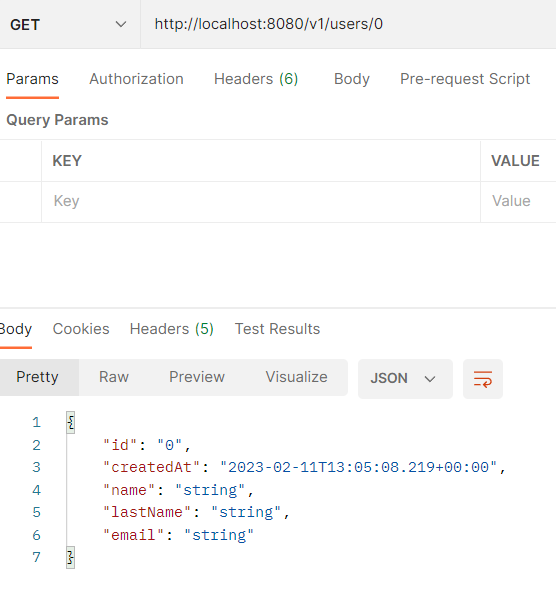 GET http://localhost:8080/v1/users/0
Params Authorization Headers (6) Body Pre-request Script
Query Params
KEY VALUE
Key Value
Body Cookies Headers (5) Test Results
Pretty Raw Preview Visualize JSON
1 {
2 "id": "0",
3 "createdAt": "2023-02-11T13:05:08.219+00:00",
4 "name": "string",
5 "lastName": "string",
6 "email": "string"
7 }